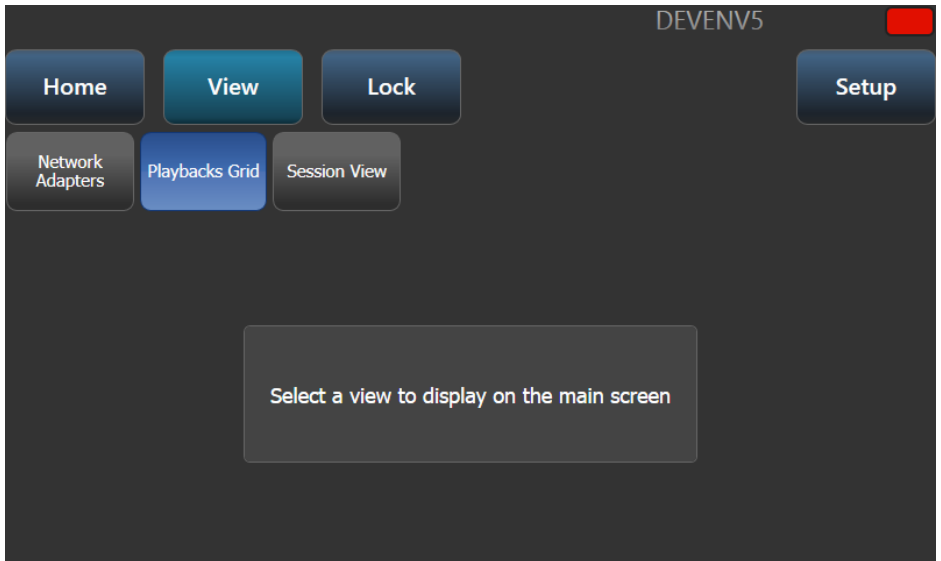 DEVENV5
Home
View
Lock
Setup
Network
Adapters
Playbacks Grid
Session View
Select a view to display on the main screen